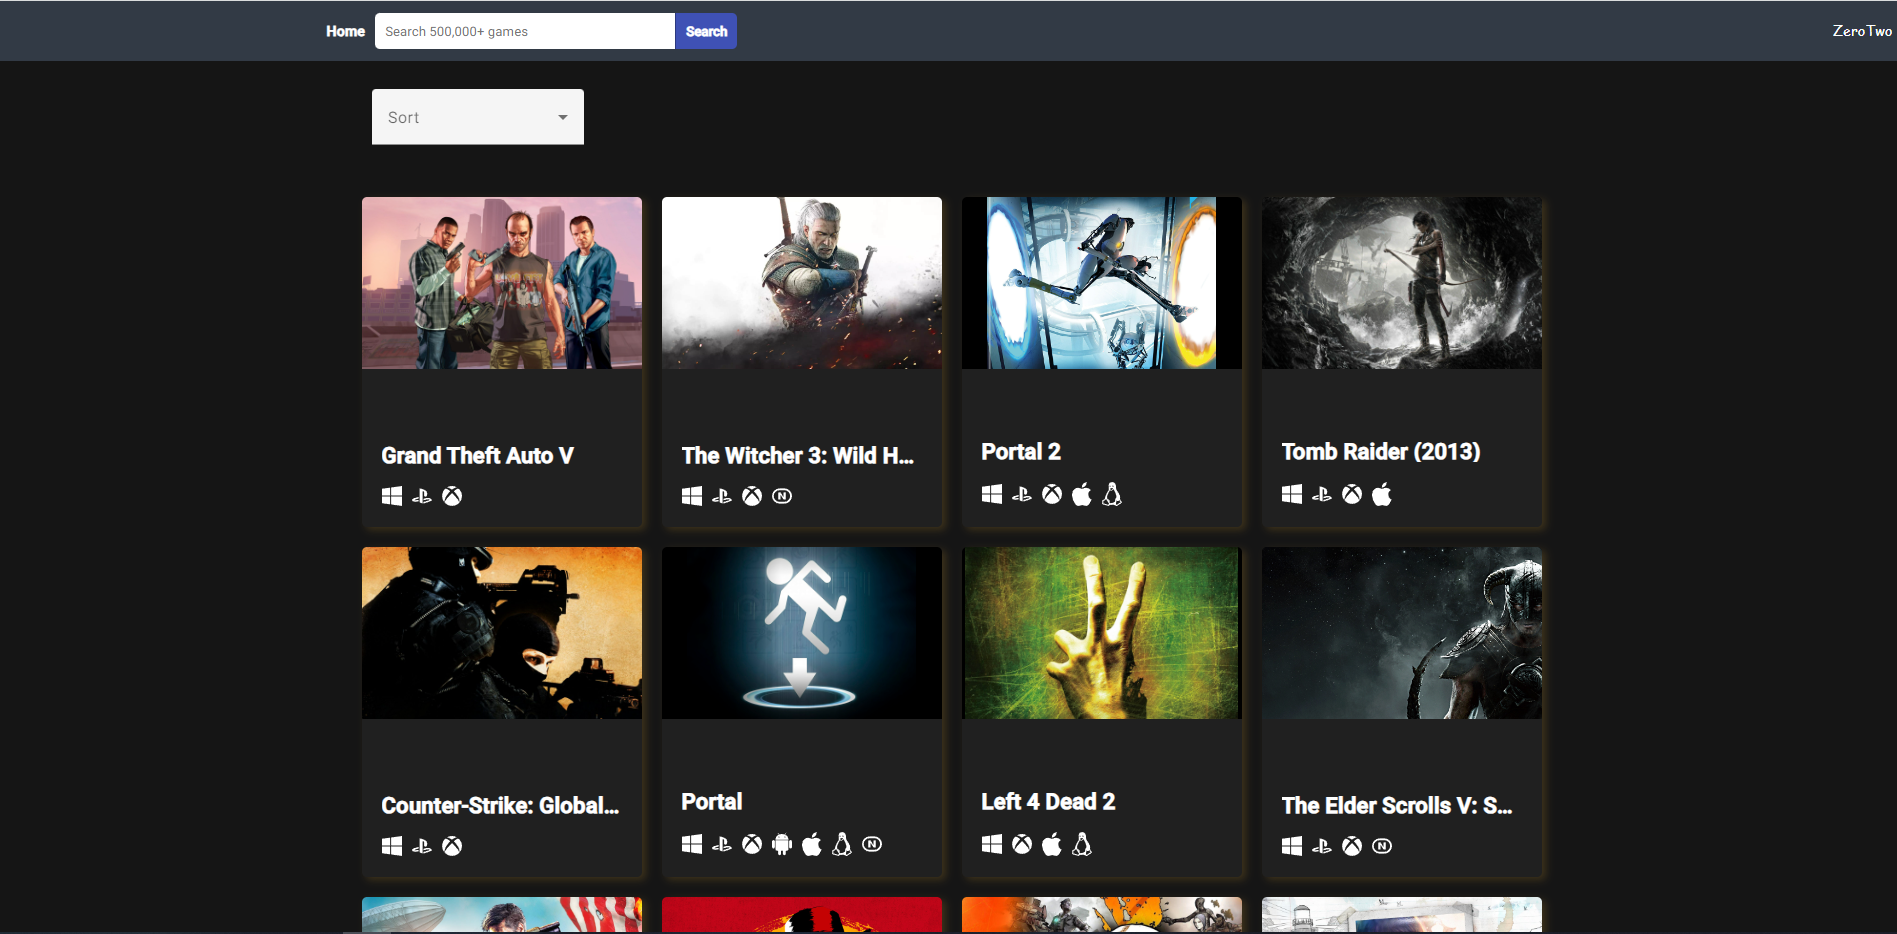 Home
Search 500,000+ games
Search
ZeroTwo
Sort
Grand Theft Auto V
The Witcher 3: Wild H...
Portal 2
Tomb Raider (2013)
Counter-Strike: Global...
Portal
Left 4 Dead 2
The Elder Scrolls V: S...